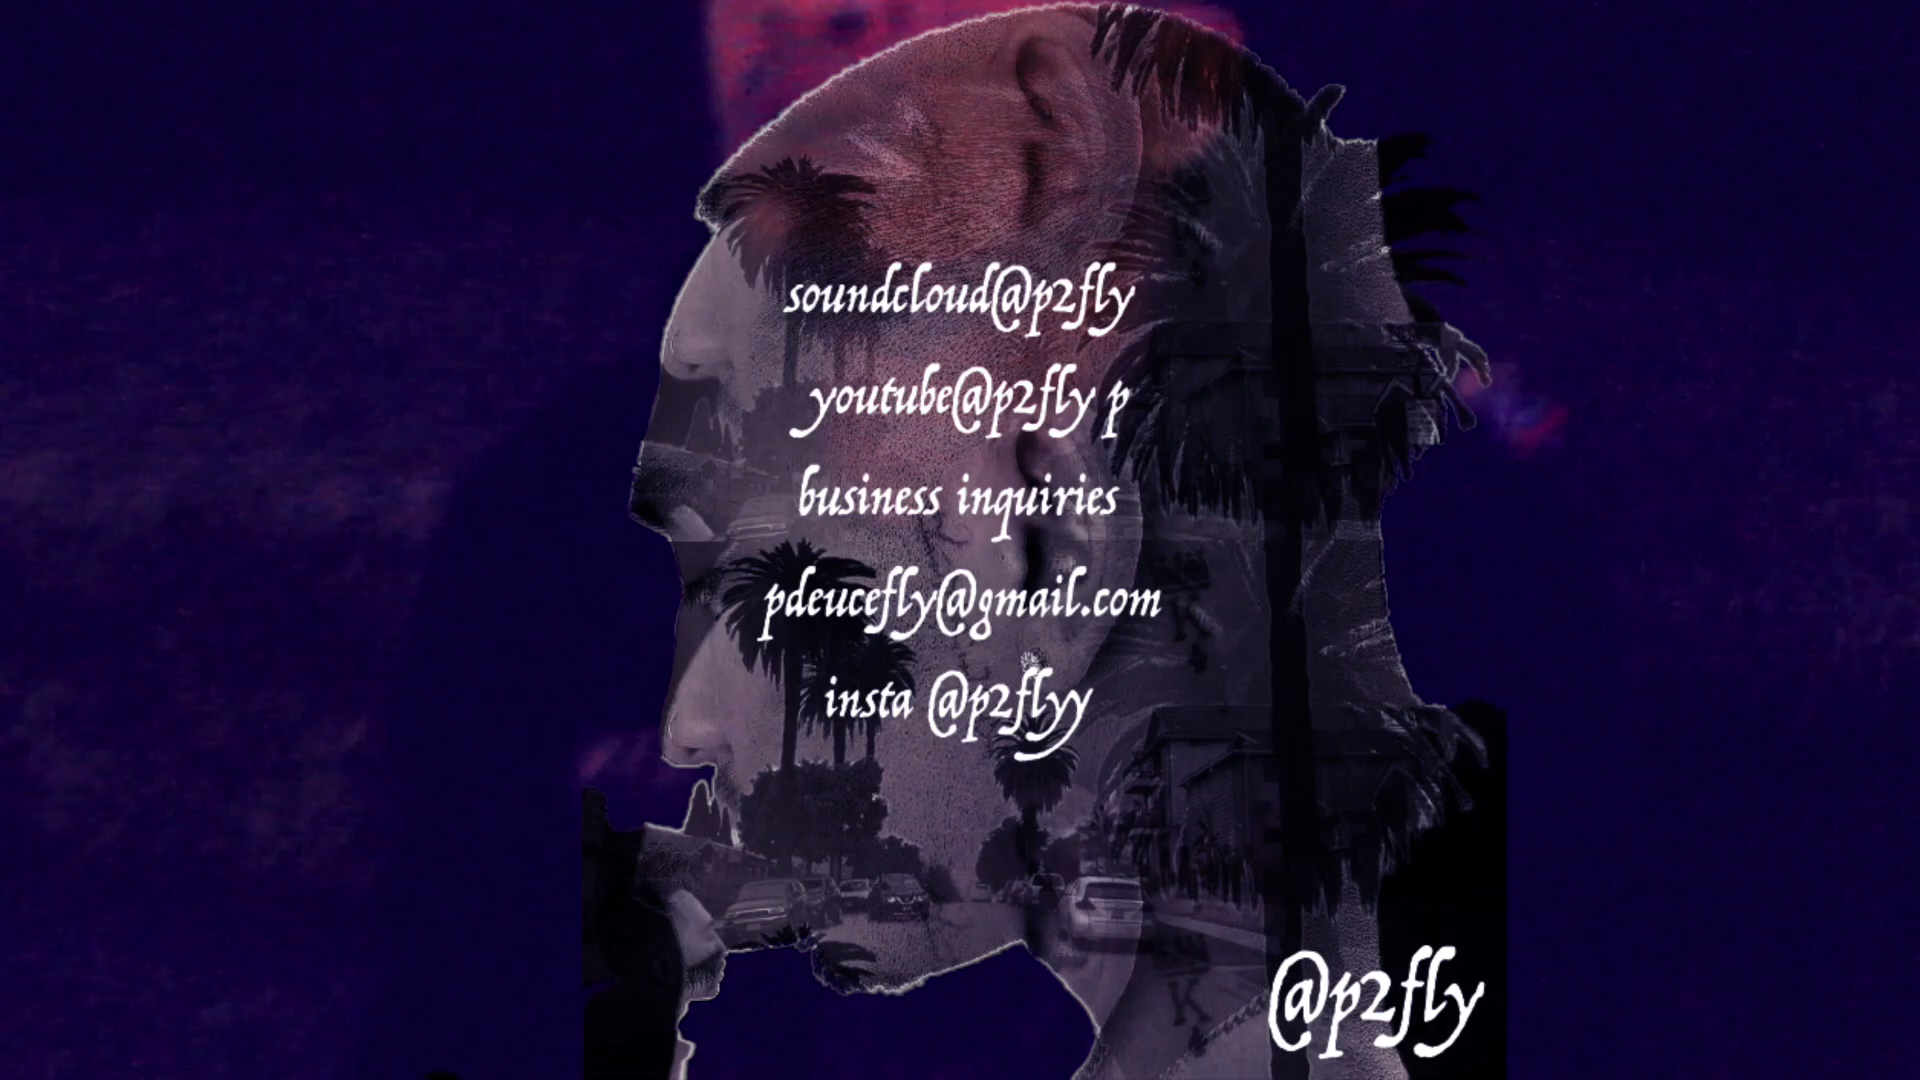 soundcloud@p2fly
youtube@p2fly p
business inquiries
pdeucefly@gmail.com
insta @p2flyy
@p2fly